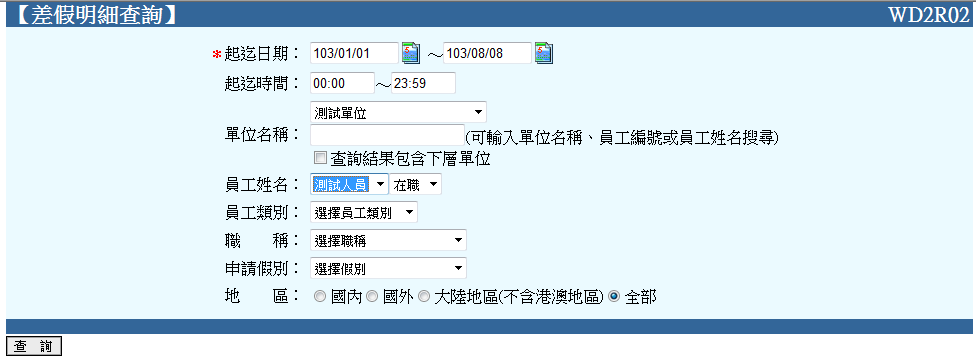 【差假明細查詢】 WD2R02
*起迄日期： 103/01/01 ～ 103/08/08
起迄時間： 00:00 ～ 23:59
測試單位
單位名稱： (可輸入單位名稱、員工編號或員工姓名搜尋)
查詢結果包含下層單位
員工姓名： 測試人員 在職
員工類別： 選擇員工類別
職　　稱： 選擇職稱
申請假別： 選擇假別
地　　區： 國內 國外 大陸地區(不含港澳地區) 全部
查 詢